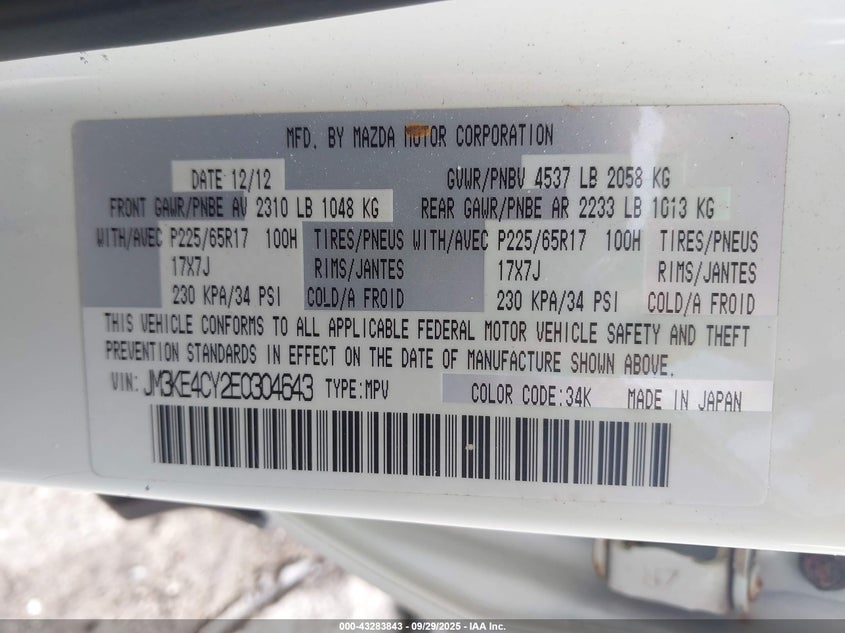 MFD. BY MAZDA MOTOR CORPORATION
DATE 12/12 GVWR/PNBV 4537 LB 2058 KG
FRONT GAWR/PNBE AV 2310 LB 1048 KG REAR GAWR/PNBE AR 2233 LB 1013 KG
WITH/AVEC P225/65R17 100H TIRES/PNEUS WITH/AVEC P225/65R17 100H TIRES/PNEUS
17X7J RIMS/JANTES 17X7J RIMS/JANTES
230 KPA/34 PSI COLD/A FROID 230 KPA/34 PSI COLD/A FROID
THIS VEHICLE CONFORMS TO ALL APPLICABLE FEDERAL MOTOR VEHICLE SAFETY AND THEFT
PREVENTION STANDARDS IN EFFECT ON THE DATE OF MANUFACTURE SHOWN ABOVE.
VIN: JM3KE4CY2E0304643 TYPE:MPV COLOR CODE:34K MADE IN JAPAN
000-43283843 - 09/29/2025 - IAA Inc.